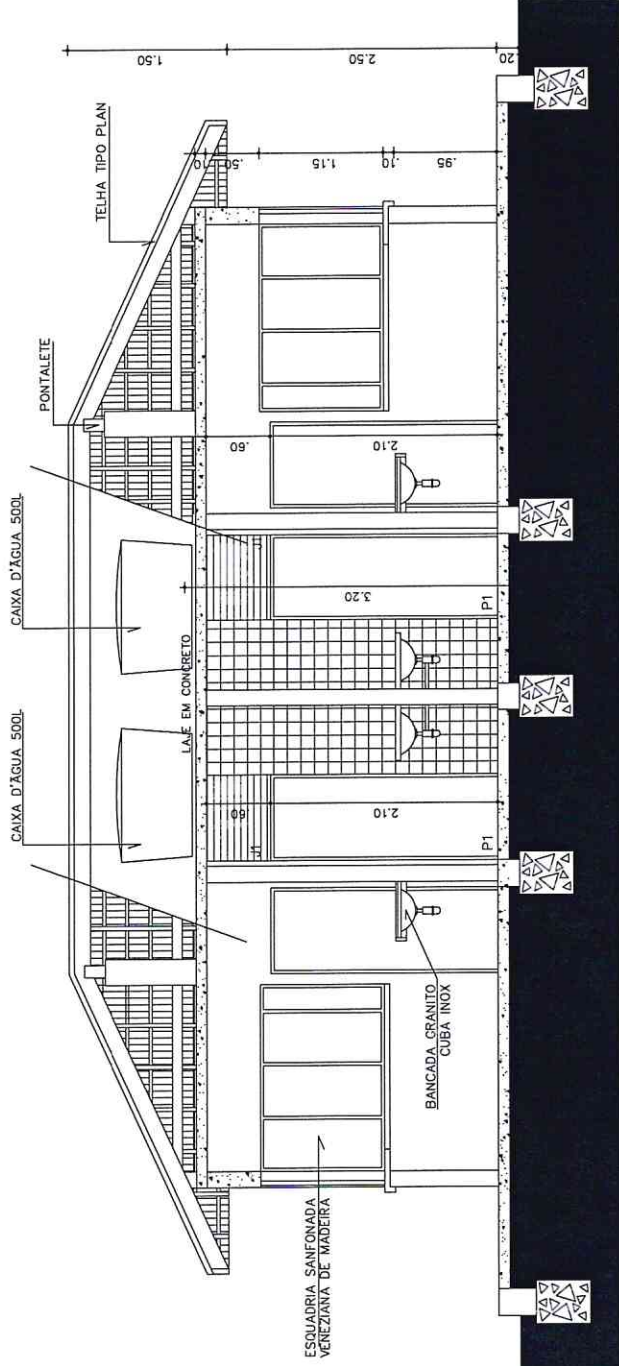 CAIXA D'ÁGUA 500L
CAIXA D'ÁGUA 500L
PONTALETE
TELHA TIPO PLAN
1.50
2.50
.20
.10
.50
1.15
.10
.95
LAJE EM CONCRETO
.60
2.10
J1
P1
3.20
J1
P1
.60
2.10
ESQUADRIA SANFONADA
VENEZIANA DE MADEIRA
BANCADA GRANITO
CUBA INOX